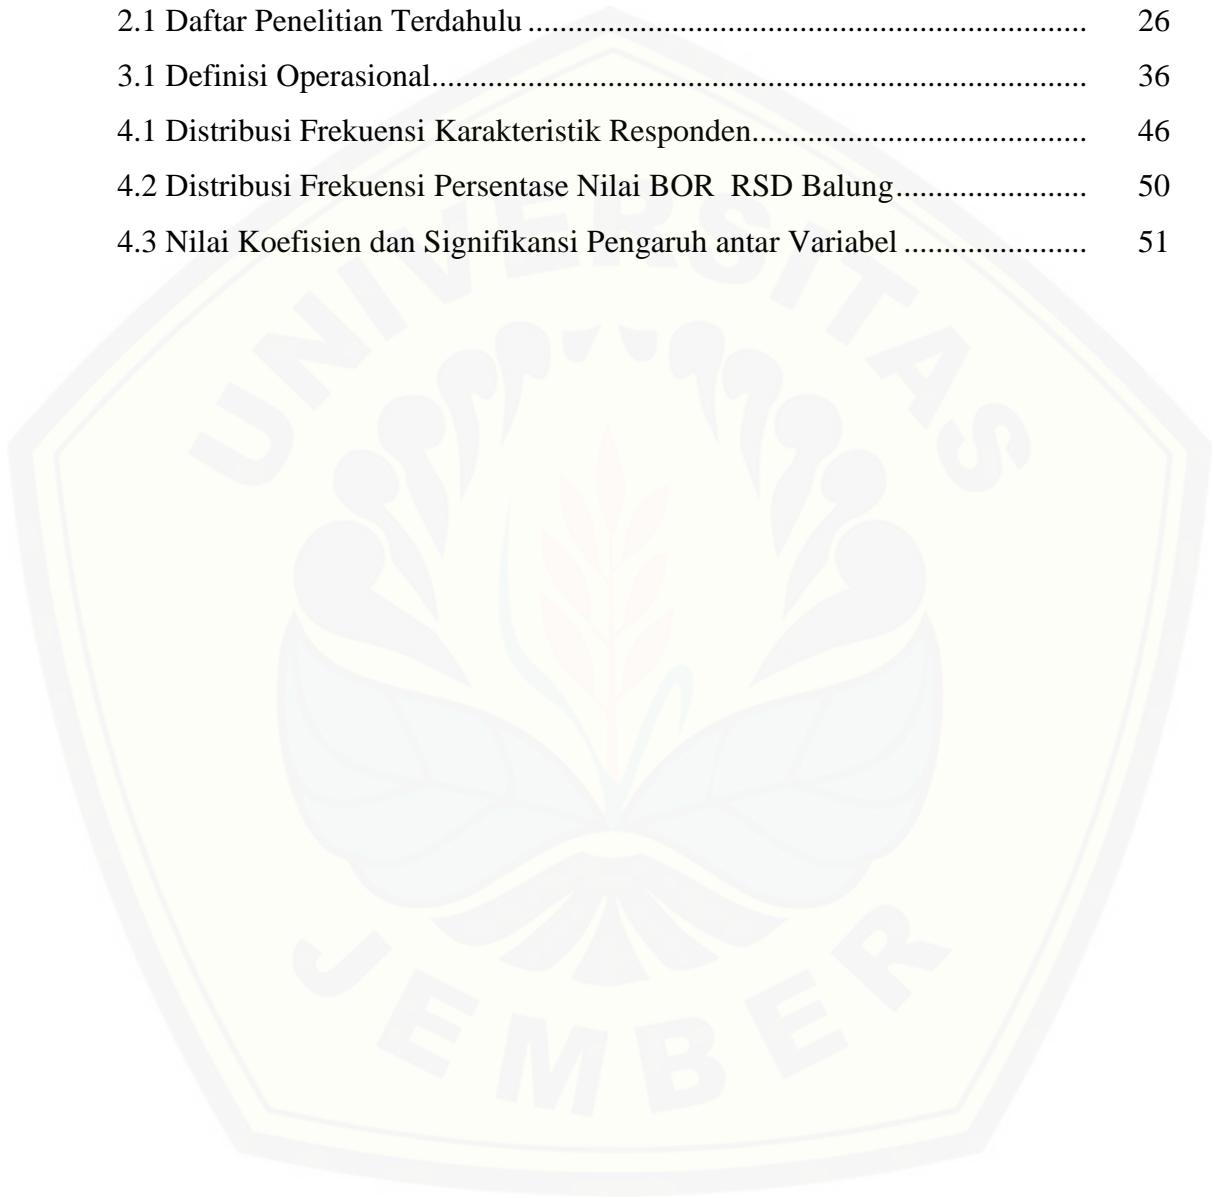 2.1 Daftar Penelitian Terdahulu ...................................................................... 26
3.1 Definisi Operasional.................................................................................. 36
4.1 Distribusi Frekuensi Karakteristik Responden.......................................... 46
4.2 Distribusi Frekuensi Persentase Nilai BOR  RSD Balung........................ 50
4.3 Nilai Koefisien dan Signifikansi Pengaruh antar Variabel ....................... 51
UNIVERSITAS
JEMBER